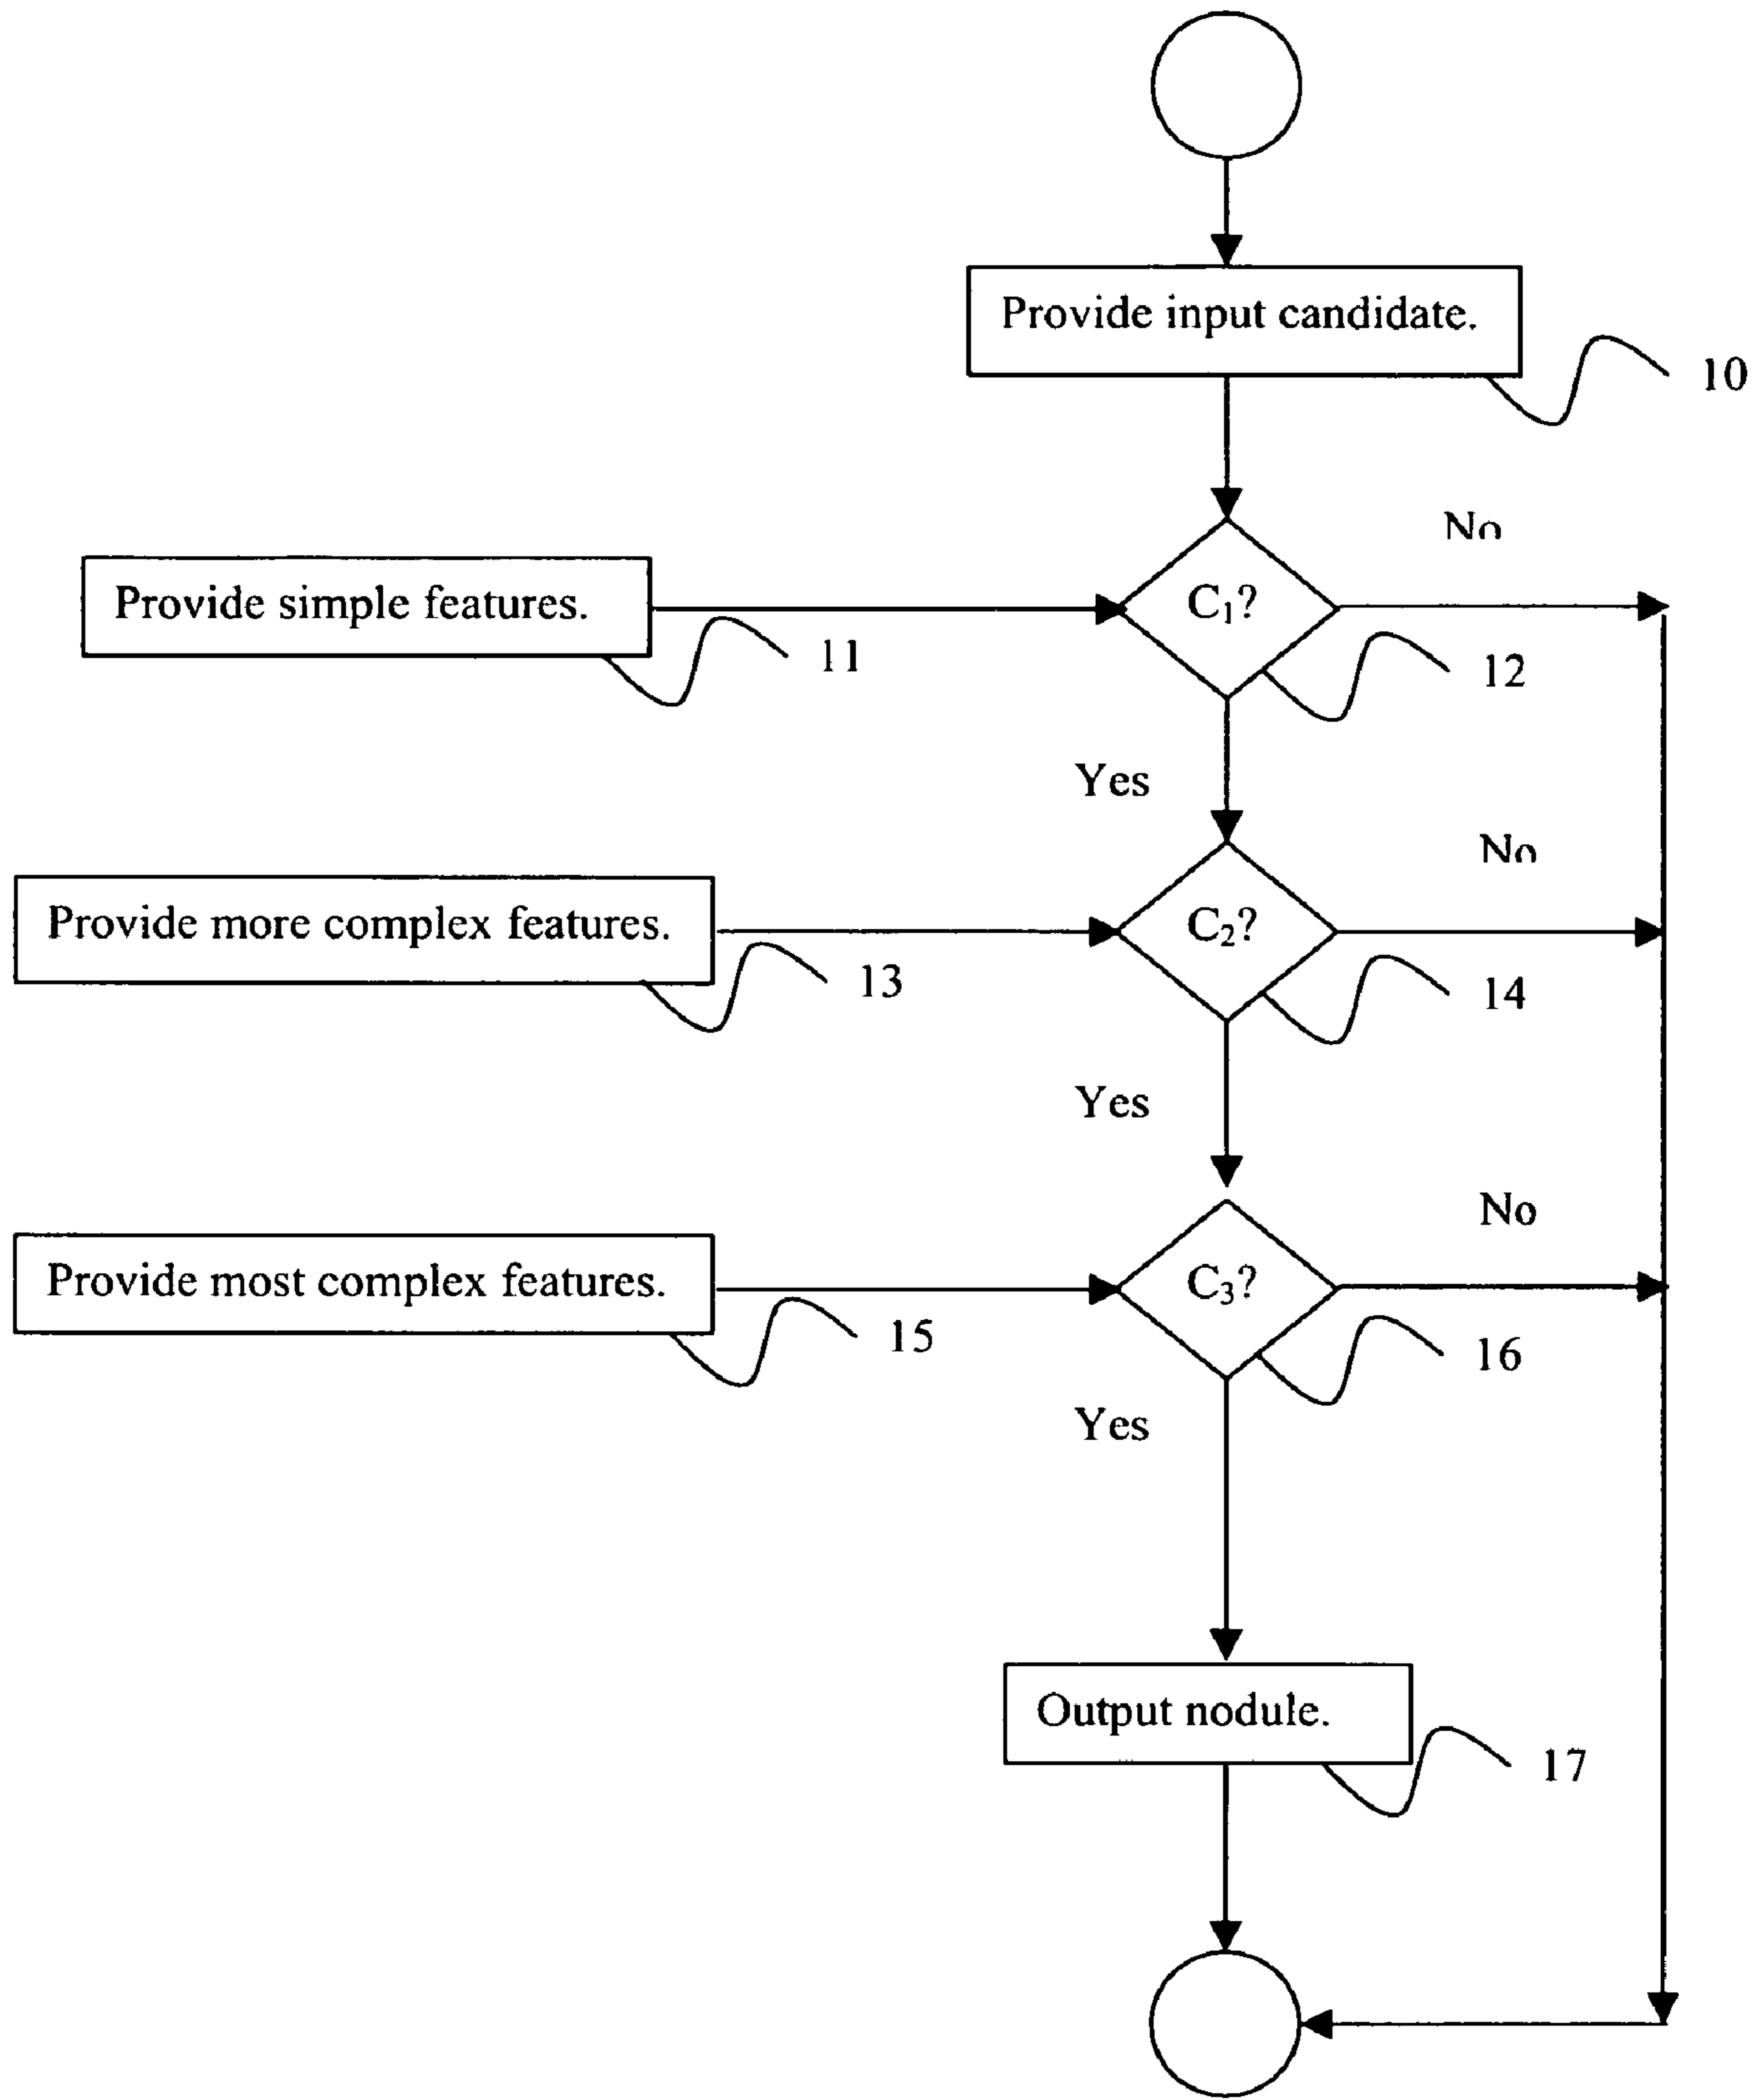 Provide input candidate.
10
No
Provide simple features.
C₁?
11
12
Yes
No
Provide more complex features.
C₂?
13
14
Yes
No
Provide most complex features.
C₃?
15
16
Yes
Output nodule.
17